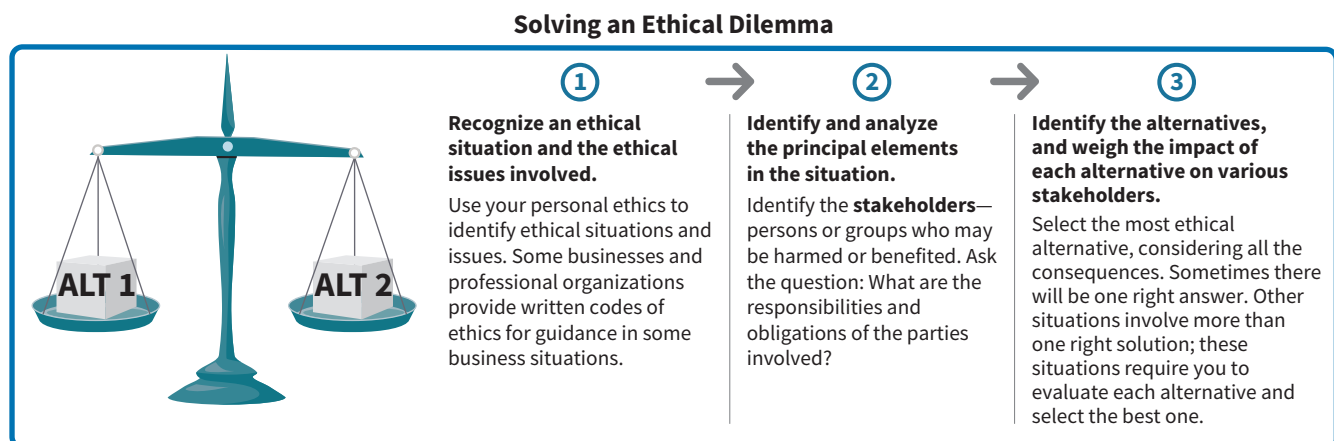 Solving an Ethical Dilemma
ALT 1
ALT 2
1
Recognize an ethical
situation and the ethical
issues involved.
Use your personal ethics to
identify ethical situations and
issues. Some businesses and
professional organizations
provide written codes of
ethics for guidance in some
business situations.
2
Identify and analyze
the principal elements
in the situation.
Identify the stakeholders—
persons or groups who may
be harmed or benefited. Ask
the question: What are the
responsibilities and
obligations of the parties
involved?
3
Identify the alternatives,
and weigh the impact of
each alternative on various
stakeholders.
Select the most ethical
alternative, considering all the
consequences. Sometimes there
will be one right answer. Other
situations involve more than
one right solution; these
situations require you to
evaluate each alternative and
select the best one.